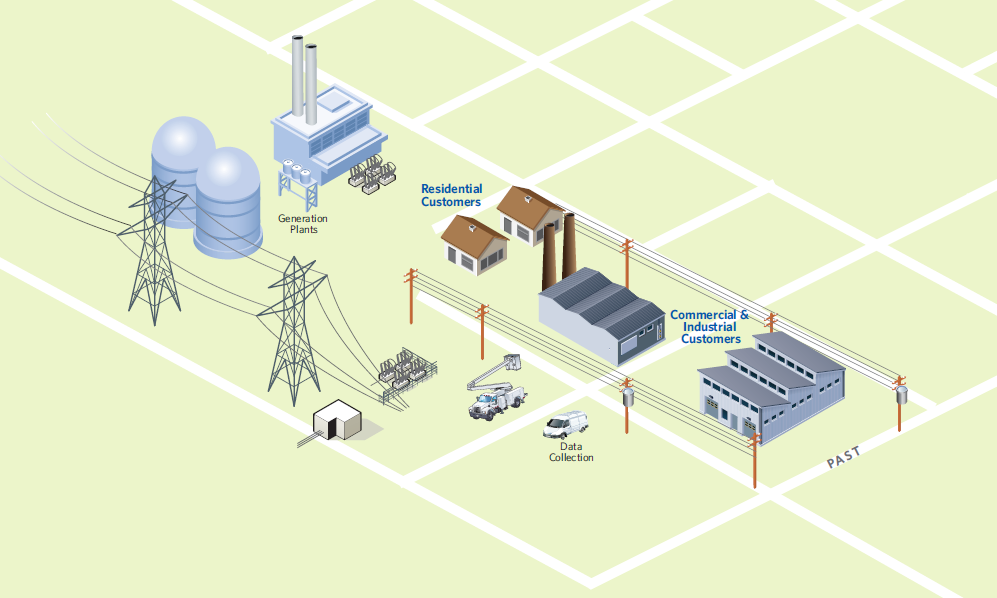 Generation
Plants
Residential
Customers
Commercial &
Industrial
Customers
Data
Collection
PAST